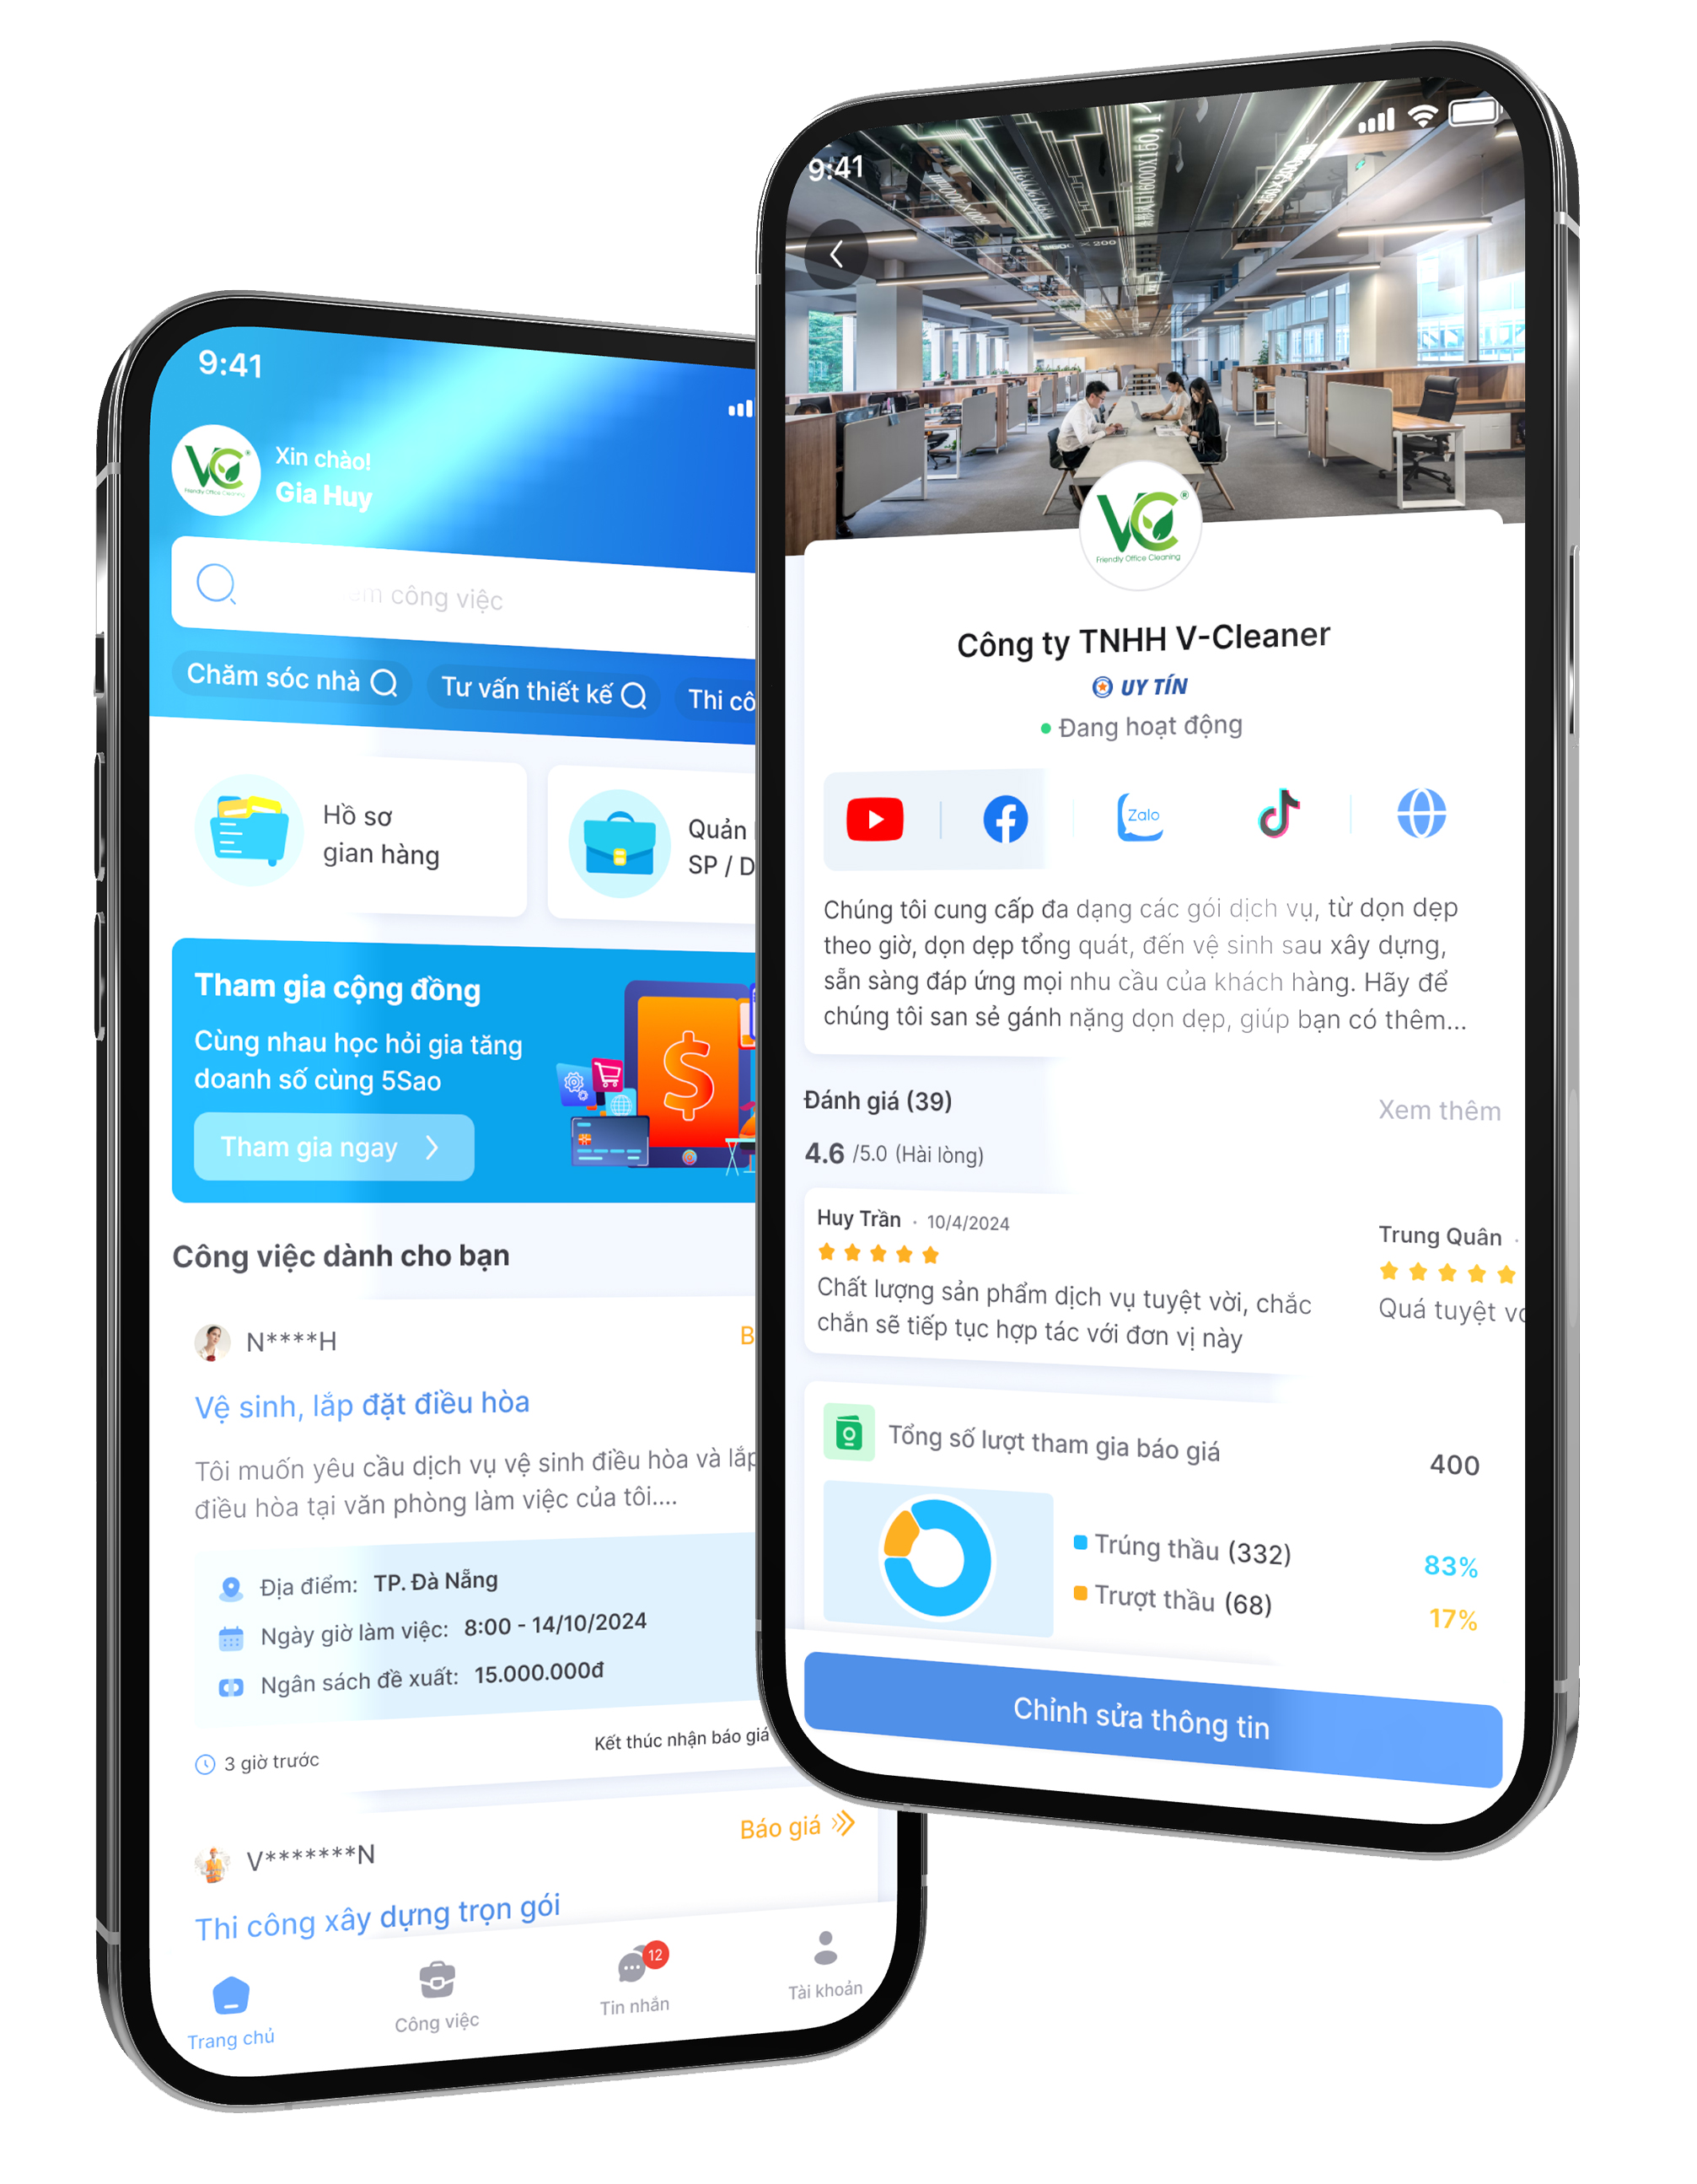 9:41
VC®
Friendly Office Cleaning
Xin chào!
Gia Huy
công việc
Chăm sóc nhà
Tư vấn thiết kế
Thi
Hồ sơ
gian hàng
Quản
SP / D
Tham gia cộng đồng
Cùng nhau học hỏi gia tăng
doanh số cùng 5Sao
Tham gia ngay
$
Công việc dành cho bạn
N****H
Vệ sinh, lắp đặt điều hòa
Tôi muốn yêu cầu dịch vụ vệ sinh điều hòa và lắp
điều hòa tại văn phòng làm việc của tôi....
Địa điểm: TP. Đà Nẵng
Ngày giờ làm việc: 8:00 - 14/10/2024
Ngân sách đề xuất: 15.000.000đ
3 giờ trước
Kết thúc nhận báo giá
V*******N
Báo giá
Thi công xây dựng trọn gói
Trang chủ
Công việc
12
Tin nhắn
Tài khoản
9:41
VC®
Friendly Office Cleaning
Công ty TNHH V-Cleaner
UY TÍN
Đang hoạt động
Zalo
Chúng tôi cung cấp đa dạng các gói dịch vụ, từ dọn dẹp
theo giờ, dọn dẹp tổng quát, đến vệ sinh sau xây dựng,
sẵn sàng đáp ứng mọi nhu cầu của khách hàng. Hãy để
chúng tôi san sẻ gánh nặng dọn dẹp, giúp bạn có thêm...
Đánh giá (39)
Xem thêm
4.6 /5.0 (Hài lòng)
Huy Trần · 10/4/2024
Chất lượng sản phẩm dịch vụ tuyệt vời, chắc
chắn sẽ tiếp tục hợp tác với đơn vị này
Trung Quân ·
Quá tuyệt
Tổng số lượt tham gia báo giá
400
Trúng thầu (332)
83%
Trượt thầu (68)
17%
Chỉnh sửa thông tin